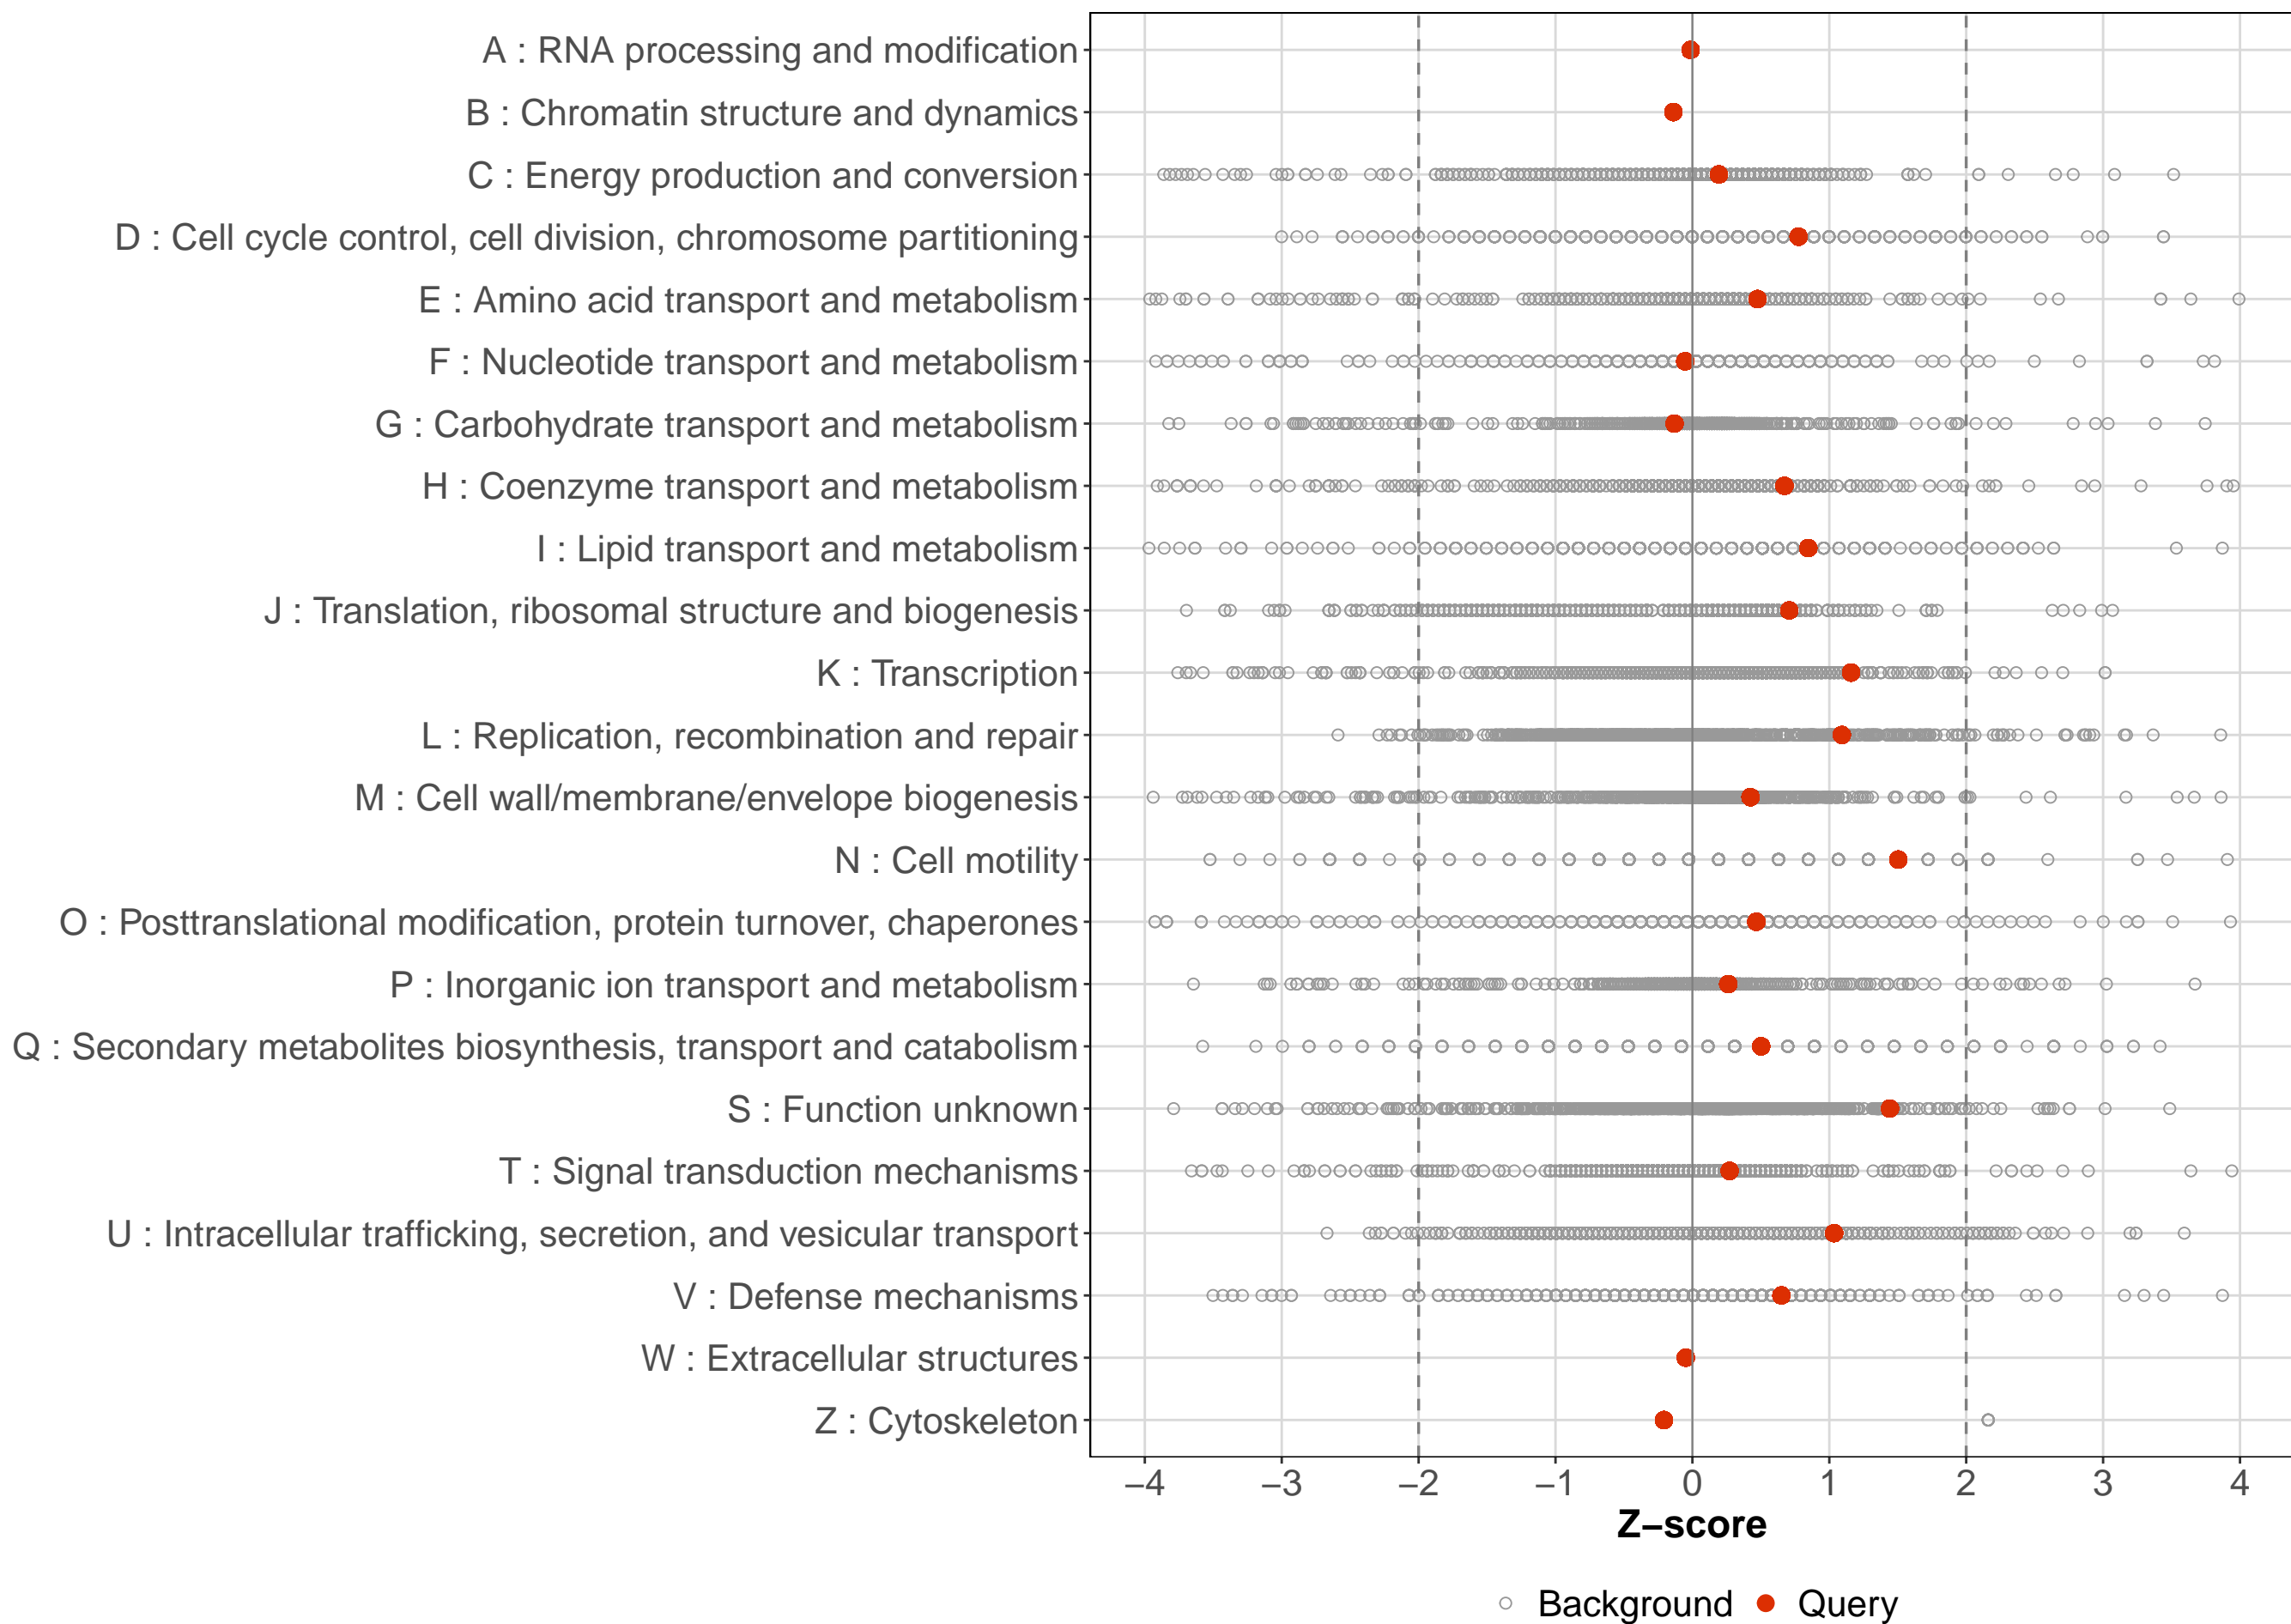 A : RNA processing and modification
B : Chromatin structure and dynamics
C : Energy production and conversion
D : Cell cycle control, cell division, chromosome partitioning
E : Amino acid transport and metabolism
F : Nucleotide transport and metabolism
G : Carbohydrate transport and metabolism
H : Coenzyme transport and metabolism
I : Lipid transport and metabolism
J : Translation, ribosomal structure and biogenesis
K : Transcription
L : Replication, recombination and repair
M : Cell wall/membrane/envelope biogenesis
N : Cell motility
O : Posttranslational modification, protein turnover, chaperones
P : Inorganic ion transport and metabolism
Q : Secondary metabolites biosynthesis, transport and catabolism
S : Function unknown
T : Signal transduction mechanisms
U : Intracellular trafficking, secretion, and vesicular transport
V : Defense mechanisms
W : Extracellular structures
Z : Cytoskeleton
−4 −3 −2 −1 0 1 2 3 4
Z−score
Background Query